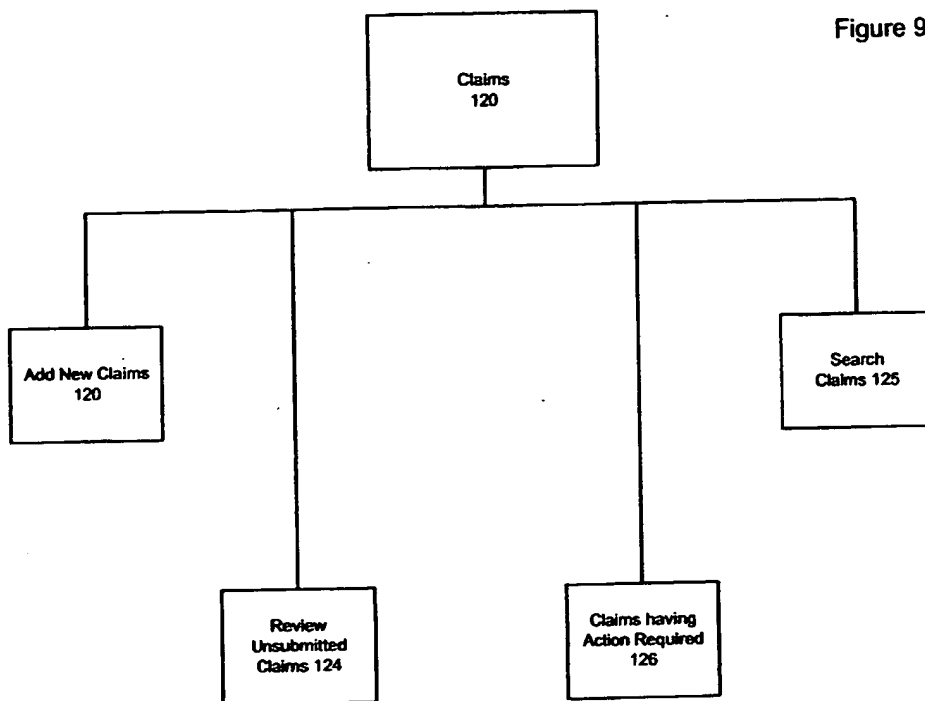 Figure 9
Claims
120
Add New Claims
120
Search
Claims 125
Review
Unsubmitted
Claims 124
Claims having
Action Required
126